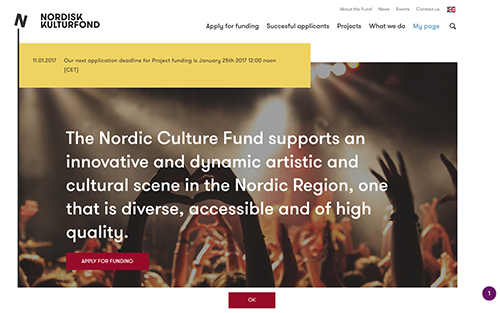 About the Fund News Events Contact us
NORDISK
KULTURFOND
Apply for funding Succesful applicants Projects What we do My page
11.01.2017 Our next application deadline for Project funding is January 25th 2017 12:00 noon
(CET)
The Nordic Culture Fund supports an
innovative and dynamic artistic and
cultural scene in the Nordic Region, one
that is diverse, accessible and of high
quality.
APPLY FOR FUNDING
1
OK